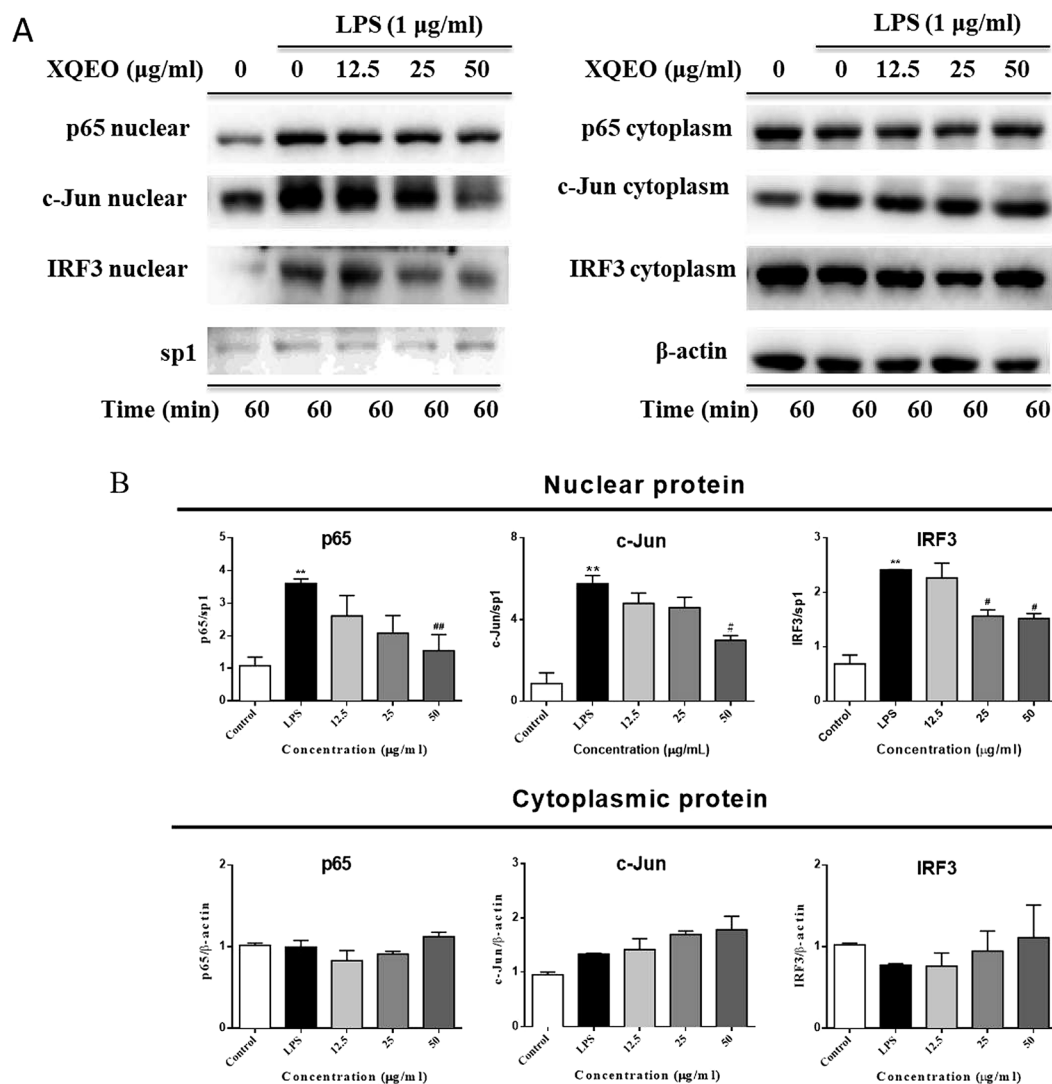 A
LPS (1 μg/ml)
XQEO (μg/ml) 0 0 12.5 25 50
p65 nuclear
c-Jun nuclear
IRF3 nuclear
sp1
Time (min) 60 60 60 60 60
LPS (1 μg/ml)
XQEO (μg/ml) 0 0 12.5 25 50
p65 cytoplasm
c-Jun cytoplasm
IRF3 cytoplasm
β-actin
Time (min) 60 60 60 60 60
B
Nuclear protein
p65
p65/sp1
5
4
3
2
1
0
**
##
Control LPS 12.5 25 50
Concentration (μg/ml)
c-Jun
c-Jun/sp1
8
6
4
2
0
**
#
Control LPS 12.5 25 50
Concentration (μg/mL)
IRF3
IRF3/sp1
3
2
1
0
**
#
#
Control LPS 12.5 25 50
Concentration (μg/ml)
Cytoplasmic protein
p65
p65/β-actin
2
1
0
Control LPS 12.5 25 50
Concentration (μg/ml)
c-Jun
c-Jun/β-actin
3
2
1
0
Control LPS 12.5 25 50
Concentration (μg/ml)
IRF3
IRF3/β-actin
2
1
0
Control LPS 12.5 25 50
Concentration (μg/ml)